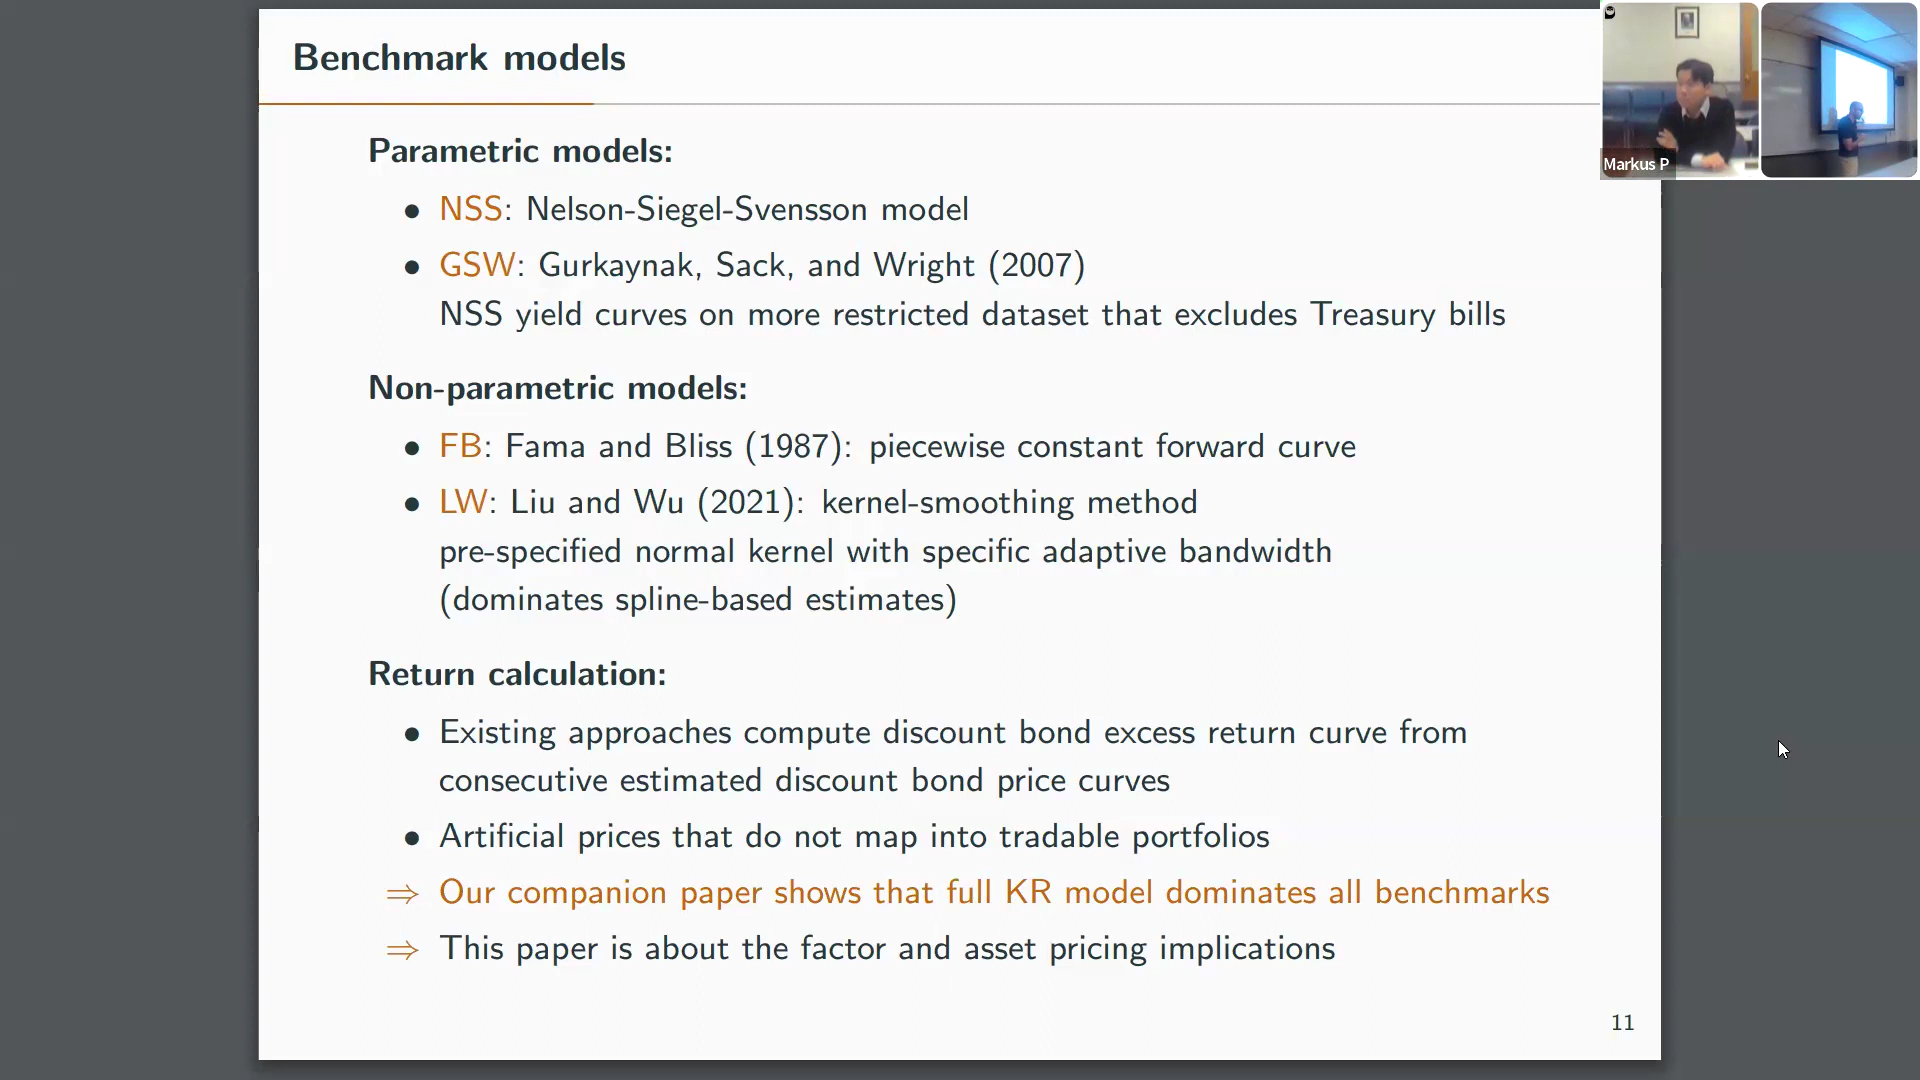 Benchmark models
Markus P
Parametric models:
• NSS: Nelson-Siegel-Svensson model
• GSW: Gurkaynak, Sack, and Wright (2007)
NSS yield curves on more restricted dataset that excludes Treasury bills
Non-parametric models:
• FB: Fama and Bliss (1987): piecewise constant forward curve
• LW: Liu and Wu (2021): kernel-smoothing method
pre-specified normal kernel with specific adaptive bandwidth
(dominates spline-based estimates)
Return calculation:
• Existing approaches compute discount bond excess return curve from
consecutive estimated discount bond price curves
• Artificial prices that do not map into tradable portfolios
⇒ Our companion paper shows that full KR model dominates all benchmarks
⇒ This paper is about the factor and asset pricing implications
11